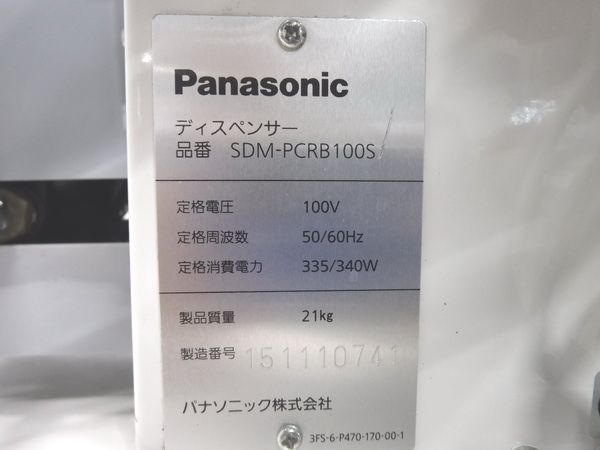 Panasonic
ディスペンサー
品番 SDM-PCRB100S
定格電圧 100V
定格周波数 50/60Hz
定格消費電力 335/340W
製品質量 21kg
製造番号 151110741
パナソニック株式会社
3FS-6-P470-170-00-1